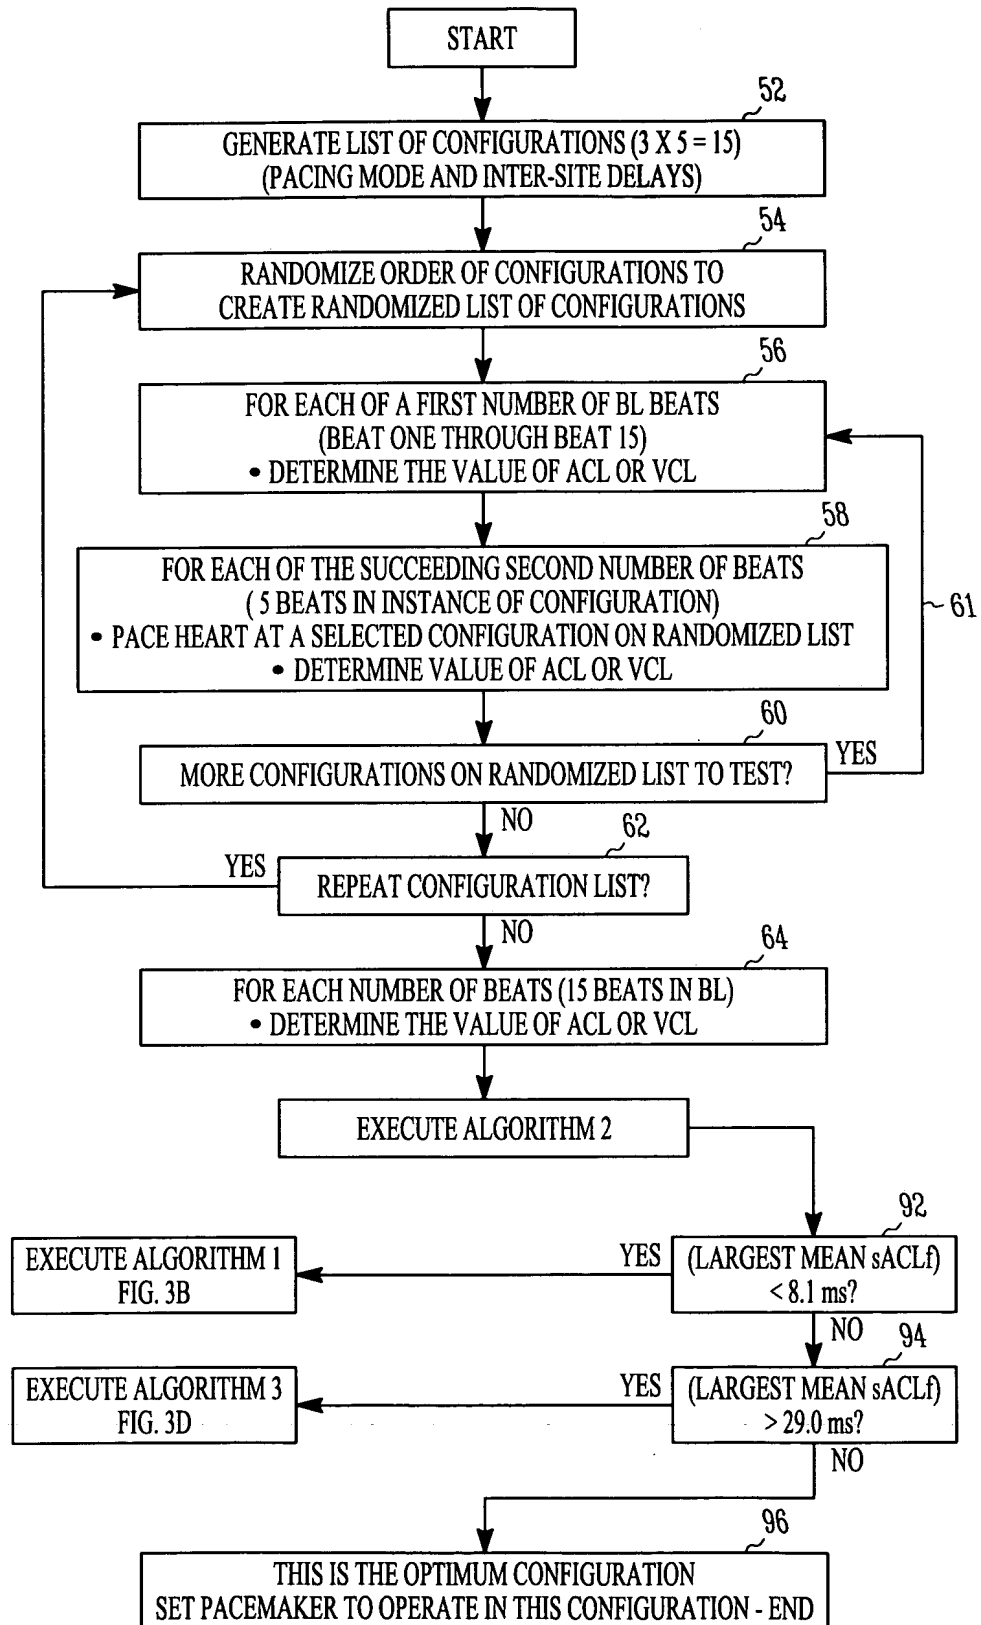 START
52
GENERATE LIST OF CONFIGURATIONS (3 X 5 = 15)
(PACING MODE AND INTER-SITE DELAYS)
54
RANDOMIZE ORDER OF CONFIGURATIONS TO
CREATE RANDOMIZED LIST OF CONFIGURATIONS
56
FOR EACH OF A FIRST NUMBER OF BL BEATS
(BEAT ONE THROUGH BEAT 15)
• DETERMINE THE VALUE OF ACL OR VCL
58
FOR EACH OF THE SUCCEEDING SECOND NUMBER OF BEATS
( 5 BEATS IN INSTANCE OF CONFIGURATION)
• PACE HEART AT A SELECTED CONFIGURATION ON RANDOMIZED LIST
• DETERMINE VALUE OF ACL OR VCL
61
60
MORE CONFIGURATIONS ON RANDOMIZED LIST TO TEST?
YES
NO
62
YES
REPEAT CONFIGURATION LIST?
NO
64
FOR EACH NUMBER OF BEATS (15 BEATS IN BL)
• DETERMINE THE VALUE OF ACL OR VCL
EXECUTE ALGORITHM 2
92
(LARGEST MEAN sACLf)
< 8.1 ms?
YES
EXECUTE ALGORITHM 1
FIG. 3B
NO
94
(LARGEST MEAN sACLf)
> 29.0 ms?
YES
EXECUTE ALGORITHM 3
FIG. 3D
NO
96
THIS IS THE OPTIMUM CONFIGURATION
SET PACEMAKER TO OPERATE IN THIS CONFIGURATION - END